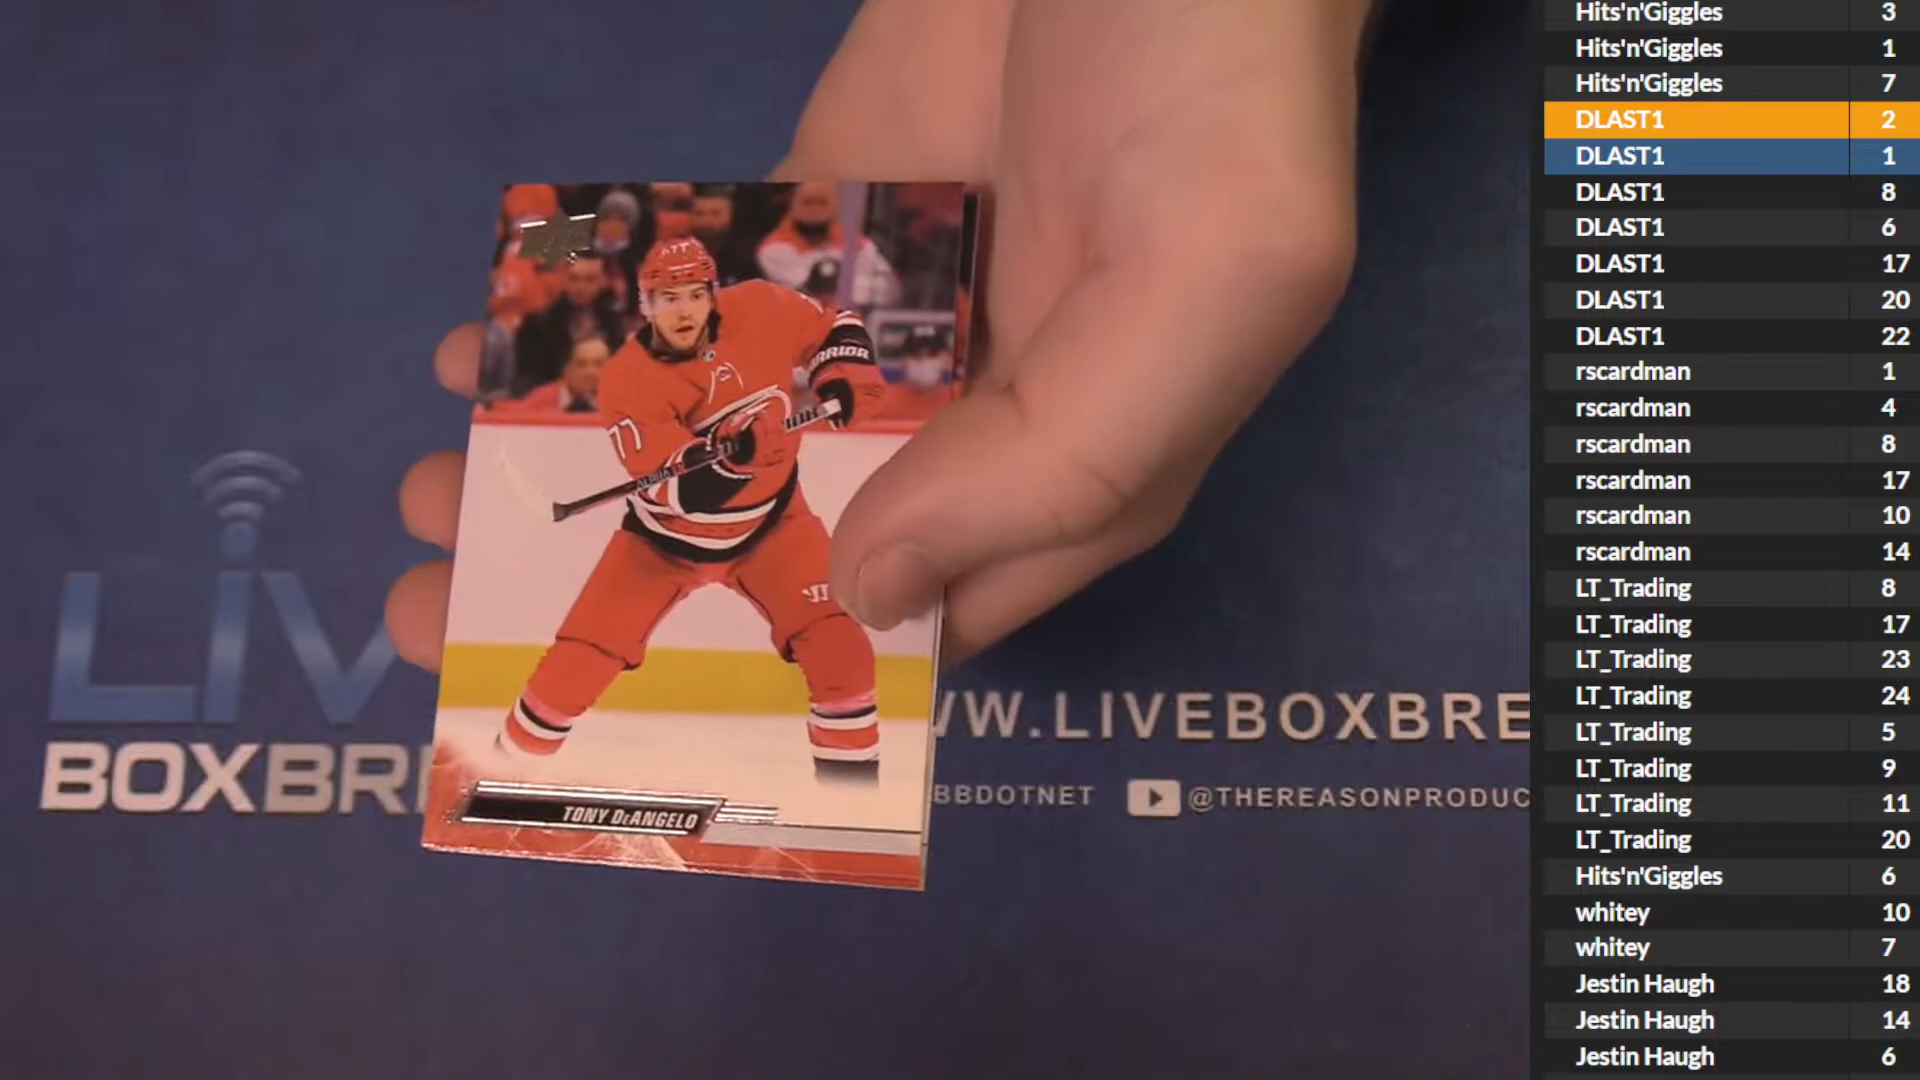 Hits'n'Giggles 3
Hits'n'Giggles 1
Hits'n'Giggles 7
DLAST1 2
DLAST1 1
DLAST1 8
DLAST1 6
DLAST1 17
DLAST1 20
DLAST1 22
rscardman 1
rscardman 4
rscardman 8
rscardman 17
rscardman 10
rscardman 14
LT_Trading 8
LT_Trading 17
LT_Trading 23
LT_Trading 24
LT_Trading 5
LT_Trading 9
LT_Trading 11
LT_Trading 20
Hits'n'Giggles 6
whitey 10
whitey 7
Jestin Haugh 18
Jestin Haugh 14
Jestin Haugh 6
77
77
TONY DeANGELO
LIV
BOXBR
WW.LIVEBOXBRE
BBDOTNET @THEREASONPRODUC